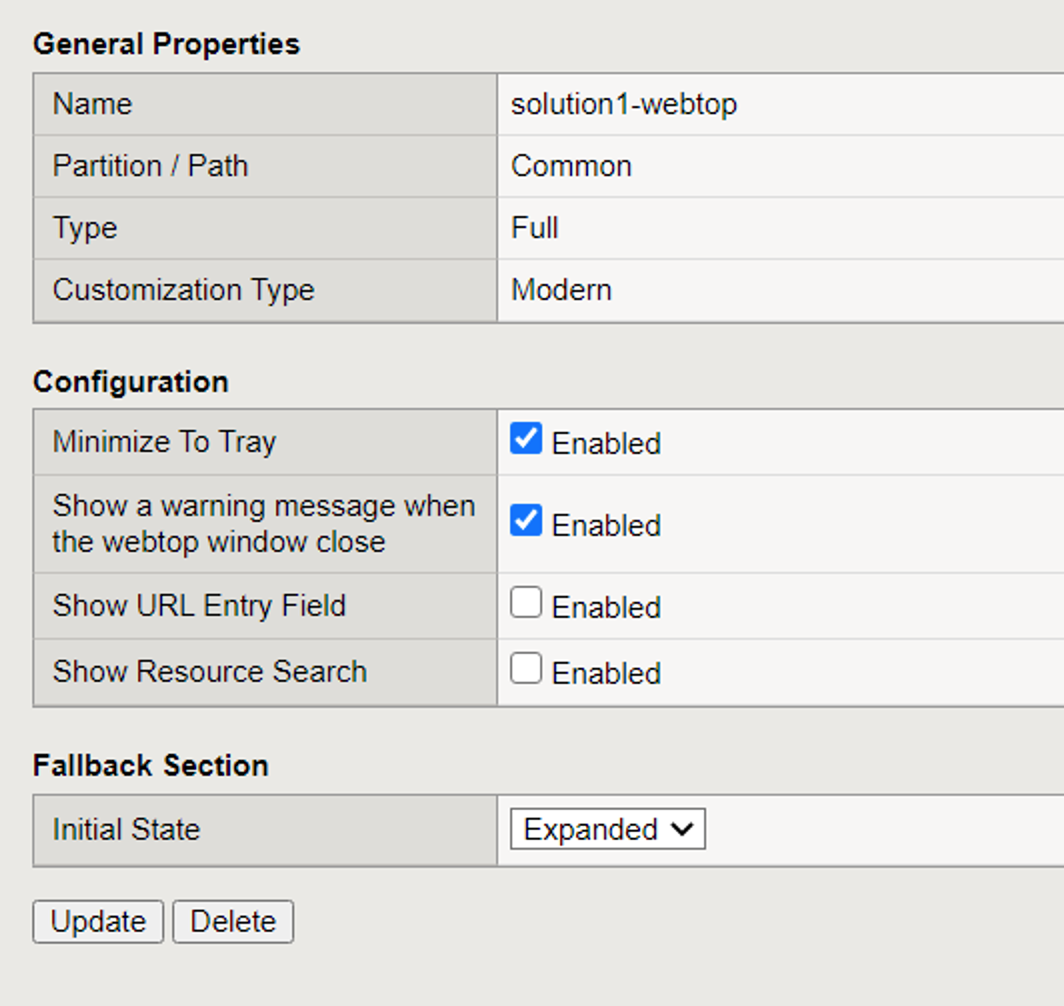 General Properties
Name solution1-webtop
Partition / Path Common
Type Full
Customization Type Modern
Configuration
Minimize To Tray Enabled
Show a warning message when
the webtop window close Enabled
Show URL Entry Field Enabled
Show Resource Search Enabled
Fallback Section
Initial State Expanded
Update Delete